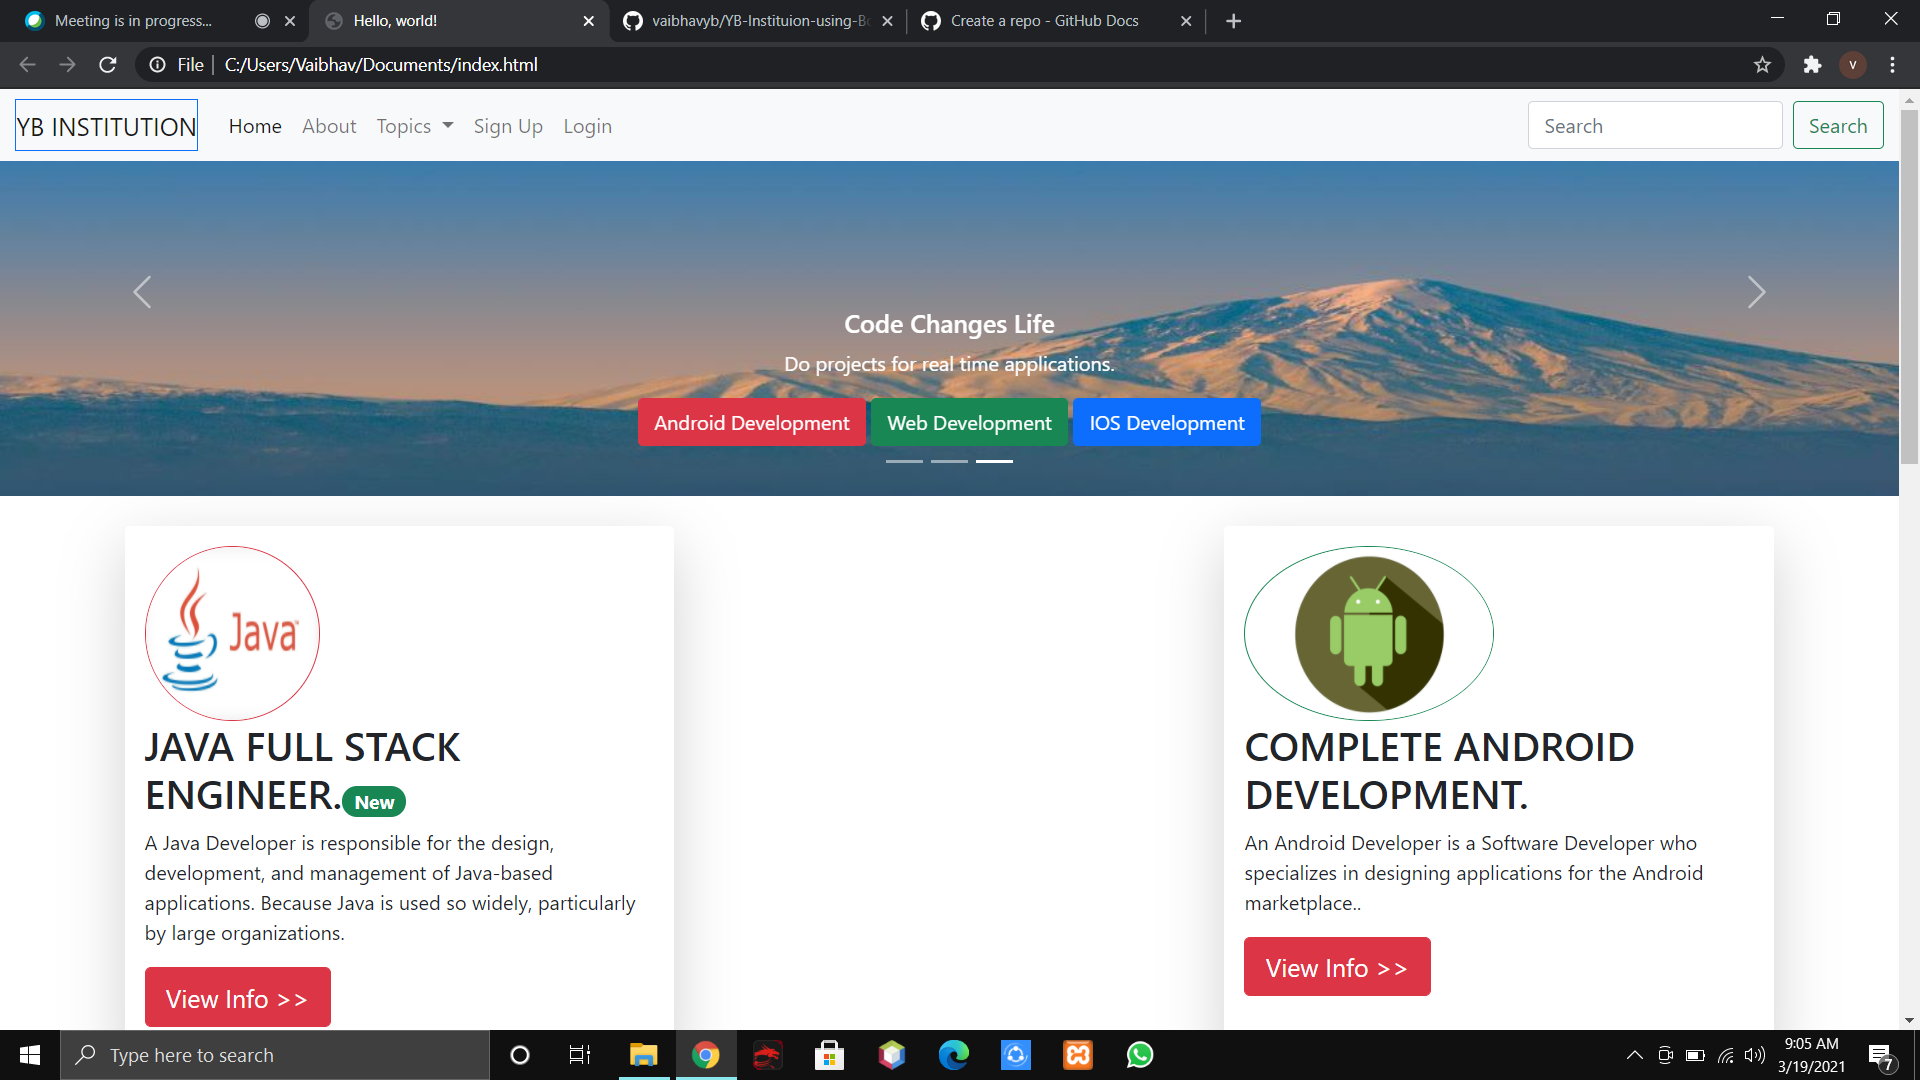 Meeting is in progress...
Hello, world!
vaibhavyb/YB-Instituion-using-Bo
Create a repo - GitHub Docs
File
C:/Users/Vaibhav/Documents/index.html
V
YB INSTITUTION
Home
About
Topics
Sign Up
Login
Search
Search
Code Changes Life
Do projects for real time applications.
Android Development
Web Development
IOS Development
Java
JAVA FULL STACK
ENGINEER. New
A Java Developer is responsible for the design,
development, and management of Java-based
applications. Because Java is used so widely, particularly
by large organizations.
View Info >>
COMPLETE ANDROID
DEVELOPMENT.
An Android Developer is a Software Developer who
specializes in designing applications for the Android
marketplace..
View Info >>
Type here to search
9:05 AM
3/19/2021
7